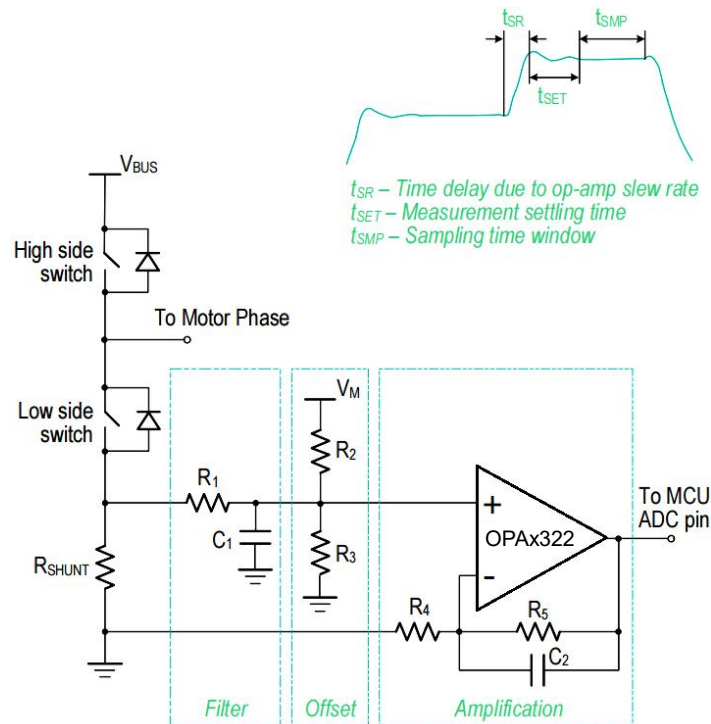 tSR
tSMP
tSET
tSR – Time delay due to op-amp slew rate
tSET – Measurement settling time
tSMP – Sampling time window
VBUS
High side
switch
To Motor Phase
Low side
switch
VM
R2
R1
C1
R3
RSHUNT
+
-
OPAx322
To MCU
ADC pin
R4
R5
C2
Filter
Offset
Amplification